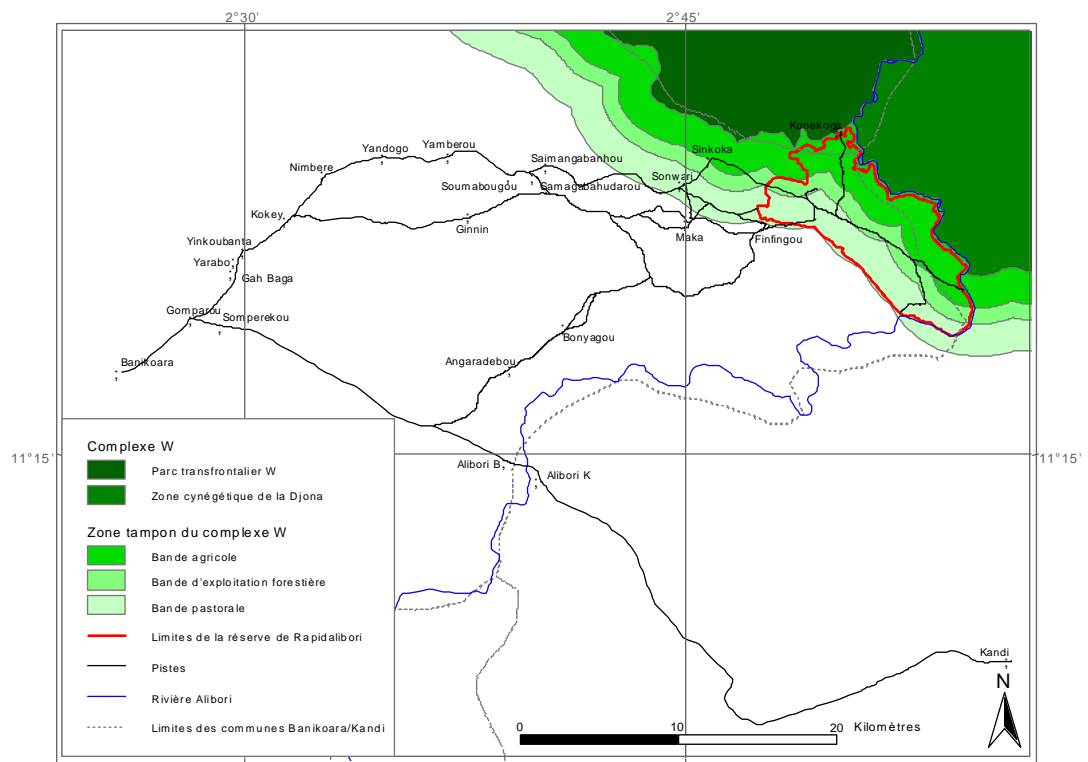 2°30'
2°45'
Konekoga
Sinkoka
Yandogo
Yamberou
Saimangabanhou
Nimbere
Soumabougou
Samagabahudarou
Sonwari
Kokey
Ginnin
Maka
Finfingou
Yinkoubanta
Yarabo
Gah Baga
Gomparou
Somperekou
Bonyagou
Banikoara
Angaradebou
11°15'
11°15'
Alibori B
Alibori K
Complexe W
Parc transfrontalier W
Zone cynégétique de la Djona
Zone tampon du complexe W
Bande agricole
Bande d'exploitation forestière
Bande pastorale
Limites de la réserve de Rapidalibori
Pistes
Rivière Alibori
Limites des communes Banikoara/Kandi
Kandi
N
0
10
20
Kilomètres